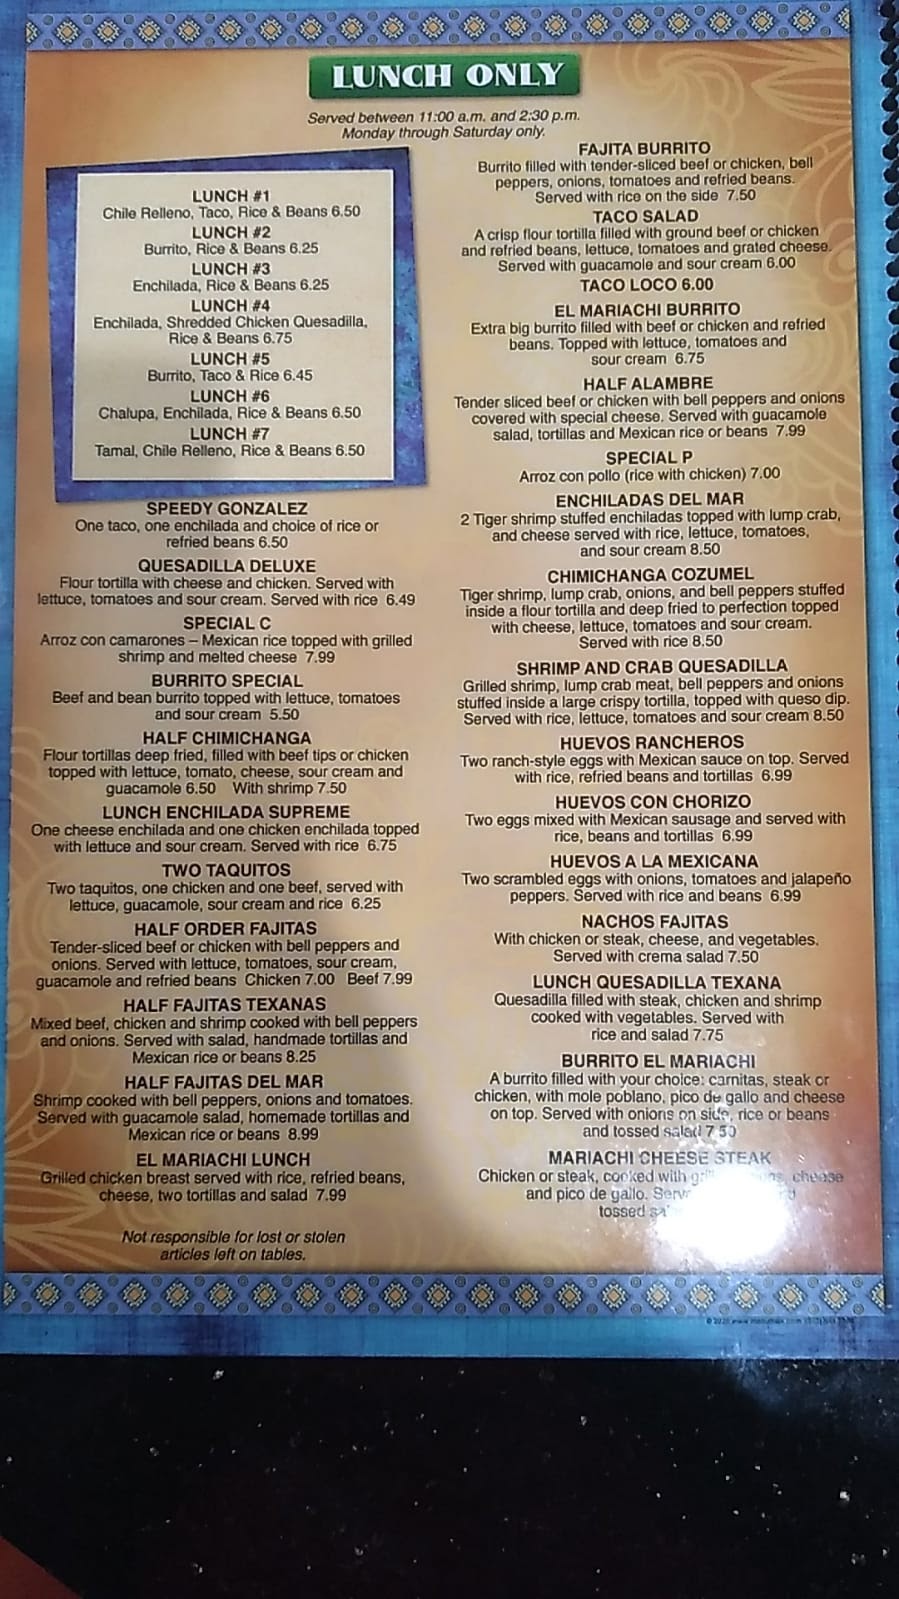 LUNCH ONLY
Served between 11:00 a.m. and 2:30 p.m.
Monday through Saturday only.
LUNCH #1
Chile Relleno, Taco, Rice & Beans 6.50
LUNCH #2
Burrito, Rice & Beans 6.25
LUNCH #3
Enchilada, Rice & Beans 6.25
LUNCH #4
Enchilada, Shredded Chicken Quesadilla,
Rice & Beans 6.75
LUNCH #5
Burrito, Taco & Rice 6.45
LUNCH #6
Chalupa, Enchilada, Rice & Beans 6.50
LUNCH #7
Tamal, Chile Relleno, Rice & Beans 6.50
SPEEDY GONZALEZ
One taco, one enchilada and choice of rice or
refried beans 6.50
QUESADILLA DELUXE
Flour tortilla with cheese and chicken. Served with
lettuce, tomatoes and sour cream. Served with rice 6.49
SPECIAL C
Arroz con camarones – Mexican rice topped with grilled
shrimp and melted cheese 7.99
BURRITO SPECIAL
Beef and bean burrito topped with lettuce, tomatoes
and sour cream 5.50
HALF CHIMICHANGA
Flour tortillas deep fried, filled with beef tips or chicken
topped with lettuce, tomato, cheese, sour cream and
guacamole 6.50 With shrimp 7.50
LUNCH ENCHILADA SUPREME
One cheese enchilada and one chicken enchilada topped
with lettuce and sour cream. Served with rice 6.75
TWO TAQUITOS
Two taquitos, one chicken and one beef, served with
lettuce, guacamole, sour cream and rice 6.25
HALF ORDER FAJITAS
Tender-sliced beef or chicken with bell peppers and
onions. Served with lettuce, tomatoes, sour cream,
guacamole and refried beans Chicken 7.00 Beef 7.99
HALF FAJITAS TEXANAS
Mixed beef, chicken and shrimp cooked with bell peppers
and onions. Served with salad, handmade tortillas and
Mexican rice or beans 8.25
HALF FAJITAS DEL MAR
Shrimp cooked with bell peppers, onions and tomatoes.
Served with guacamole salad, homemade tortillas and
Mexican rice or beans 8.99
EL MARIACHI LUNCH
Grilled chicken breast served with rice, refried beans,
cheese, two tortillas and salad 7.99
Not responsible for lost or stolen
articles left on tables.
FAJITA BURRITO
Burrito filled with tender-sliced beef or chicken, bell
peppers, onions, tomatoes and refried beans.
Served with rice on the side 7.50
TACO SALAD
A crisp flour tortilla filled with ground beef or chicken
and refried beans, lettuce, tomatoes and grated cheese.
Served with guacamole and sour cream 6.00
TACO LOCO 6.00
EL MARIACHI BURRITO
Extra big burrito filled with beef or chicken and refried
beans. Topped with lettuce, tomatoes and
sour cream 6.75
HALF ALAMBRE
Tender sliced beef or chicken with bell peppers and onions
covered with special cheese. Served with guacamole
salad, tortillas and Mexican rice or beans 7.99
SPECIAL P
Arroz con pollo (rice with chicken) 7.00
ENCHILADAS DEL MAR
2 Tiger shrimp stuffed enchiladas topped with lump crab,
and cheese served with rice, lettuce, tomatoes,
and sour cream 8.50
CHIMICHANGA COZUMEL
Tiger shrimp, lump crab, onions, and bell peppers stuffed
inside a flour tortilla and deep fried to perfection topped
with cheese, lettuce, tomatoes and sour cream.
Served with rice 8.50
SHRIMP AND CRAB QUESADILLA
Grilled shrimp, lump crab meat, bell peppers and onions
stuffed inside a large crispy tortilla, topped with queso dip.
Served with rice, lettuce, tomatoes and sour cream 8.50
HUEVOS RANCHEROS
Two ranch-style eggs with Mexican sauce on top. Served
with rice, refried beans and tortillas 6.99
HUEVOS CON CHORIZO
Two eggs mixed with Mexican sausage and served with
rice, beans and tortillas 6.99
HUEVOS A LA MEXICANA
Two scrambled eggs with onions, tomatoes and jalapeño
peppers. Served with rice and beans 6.99
NACHOS FAJITAS
With chicken or steak, cheese, and vegetables.
Served with crema salad 7.50
LUNCH QUESADILLA TEXANA
Quesadilla filled with steak, chicken and shrimp
cooked with vegetables. Served with
rice and salad 7.75
BURRITO EL MARIACHI
A burrito filled with your choice: carnitas, steak or
chicken, with mole poblano, pico de gallo and cheese
on top. Served with onions on side, rice or beans
and tossed salad 7.50
MARIACHI CHEESE STEAK
Chicken or steak, cooked with cheese
and pico de gallo.
tossed